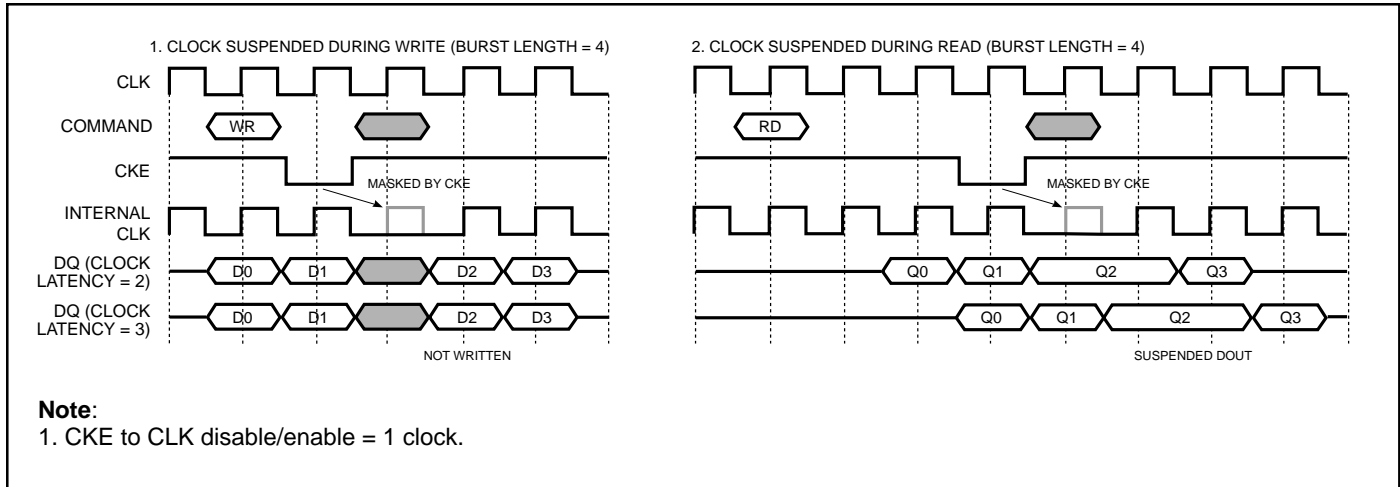 1. CLOCK SUSPENDED DURING WRITE (BURST LENGTH = 4)
CLK
COMMAND
WR
CKE
MASKED BY CKE
INTERNAL
CLK
DQ (CLOCK
LATENCY = 2)
D0 D1 D2 D3
DQ (CLOCK
LATENCY = 3)
D0 D1 D2 D3
NOT WRITTEN
2. CLOCK SUSPENDED DURING READ (BURST LENGTH = 4)
RD
MASKED BY CKE
Q0 Q1 Q2 Q3
Q0 Q1 Q2 Q3
SUSPENDED DOUT
Note:
1. CKE to CLK disable/enable = 1 clock.